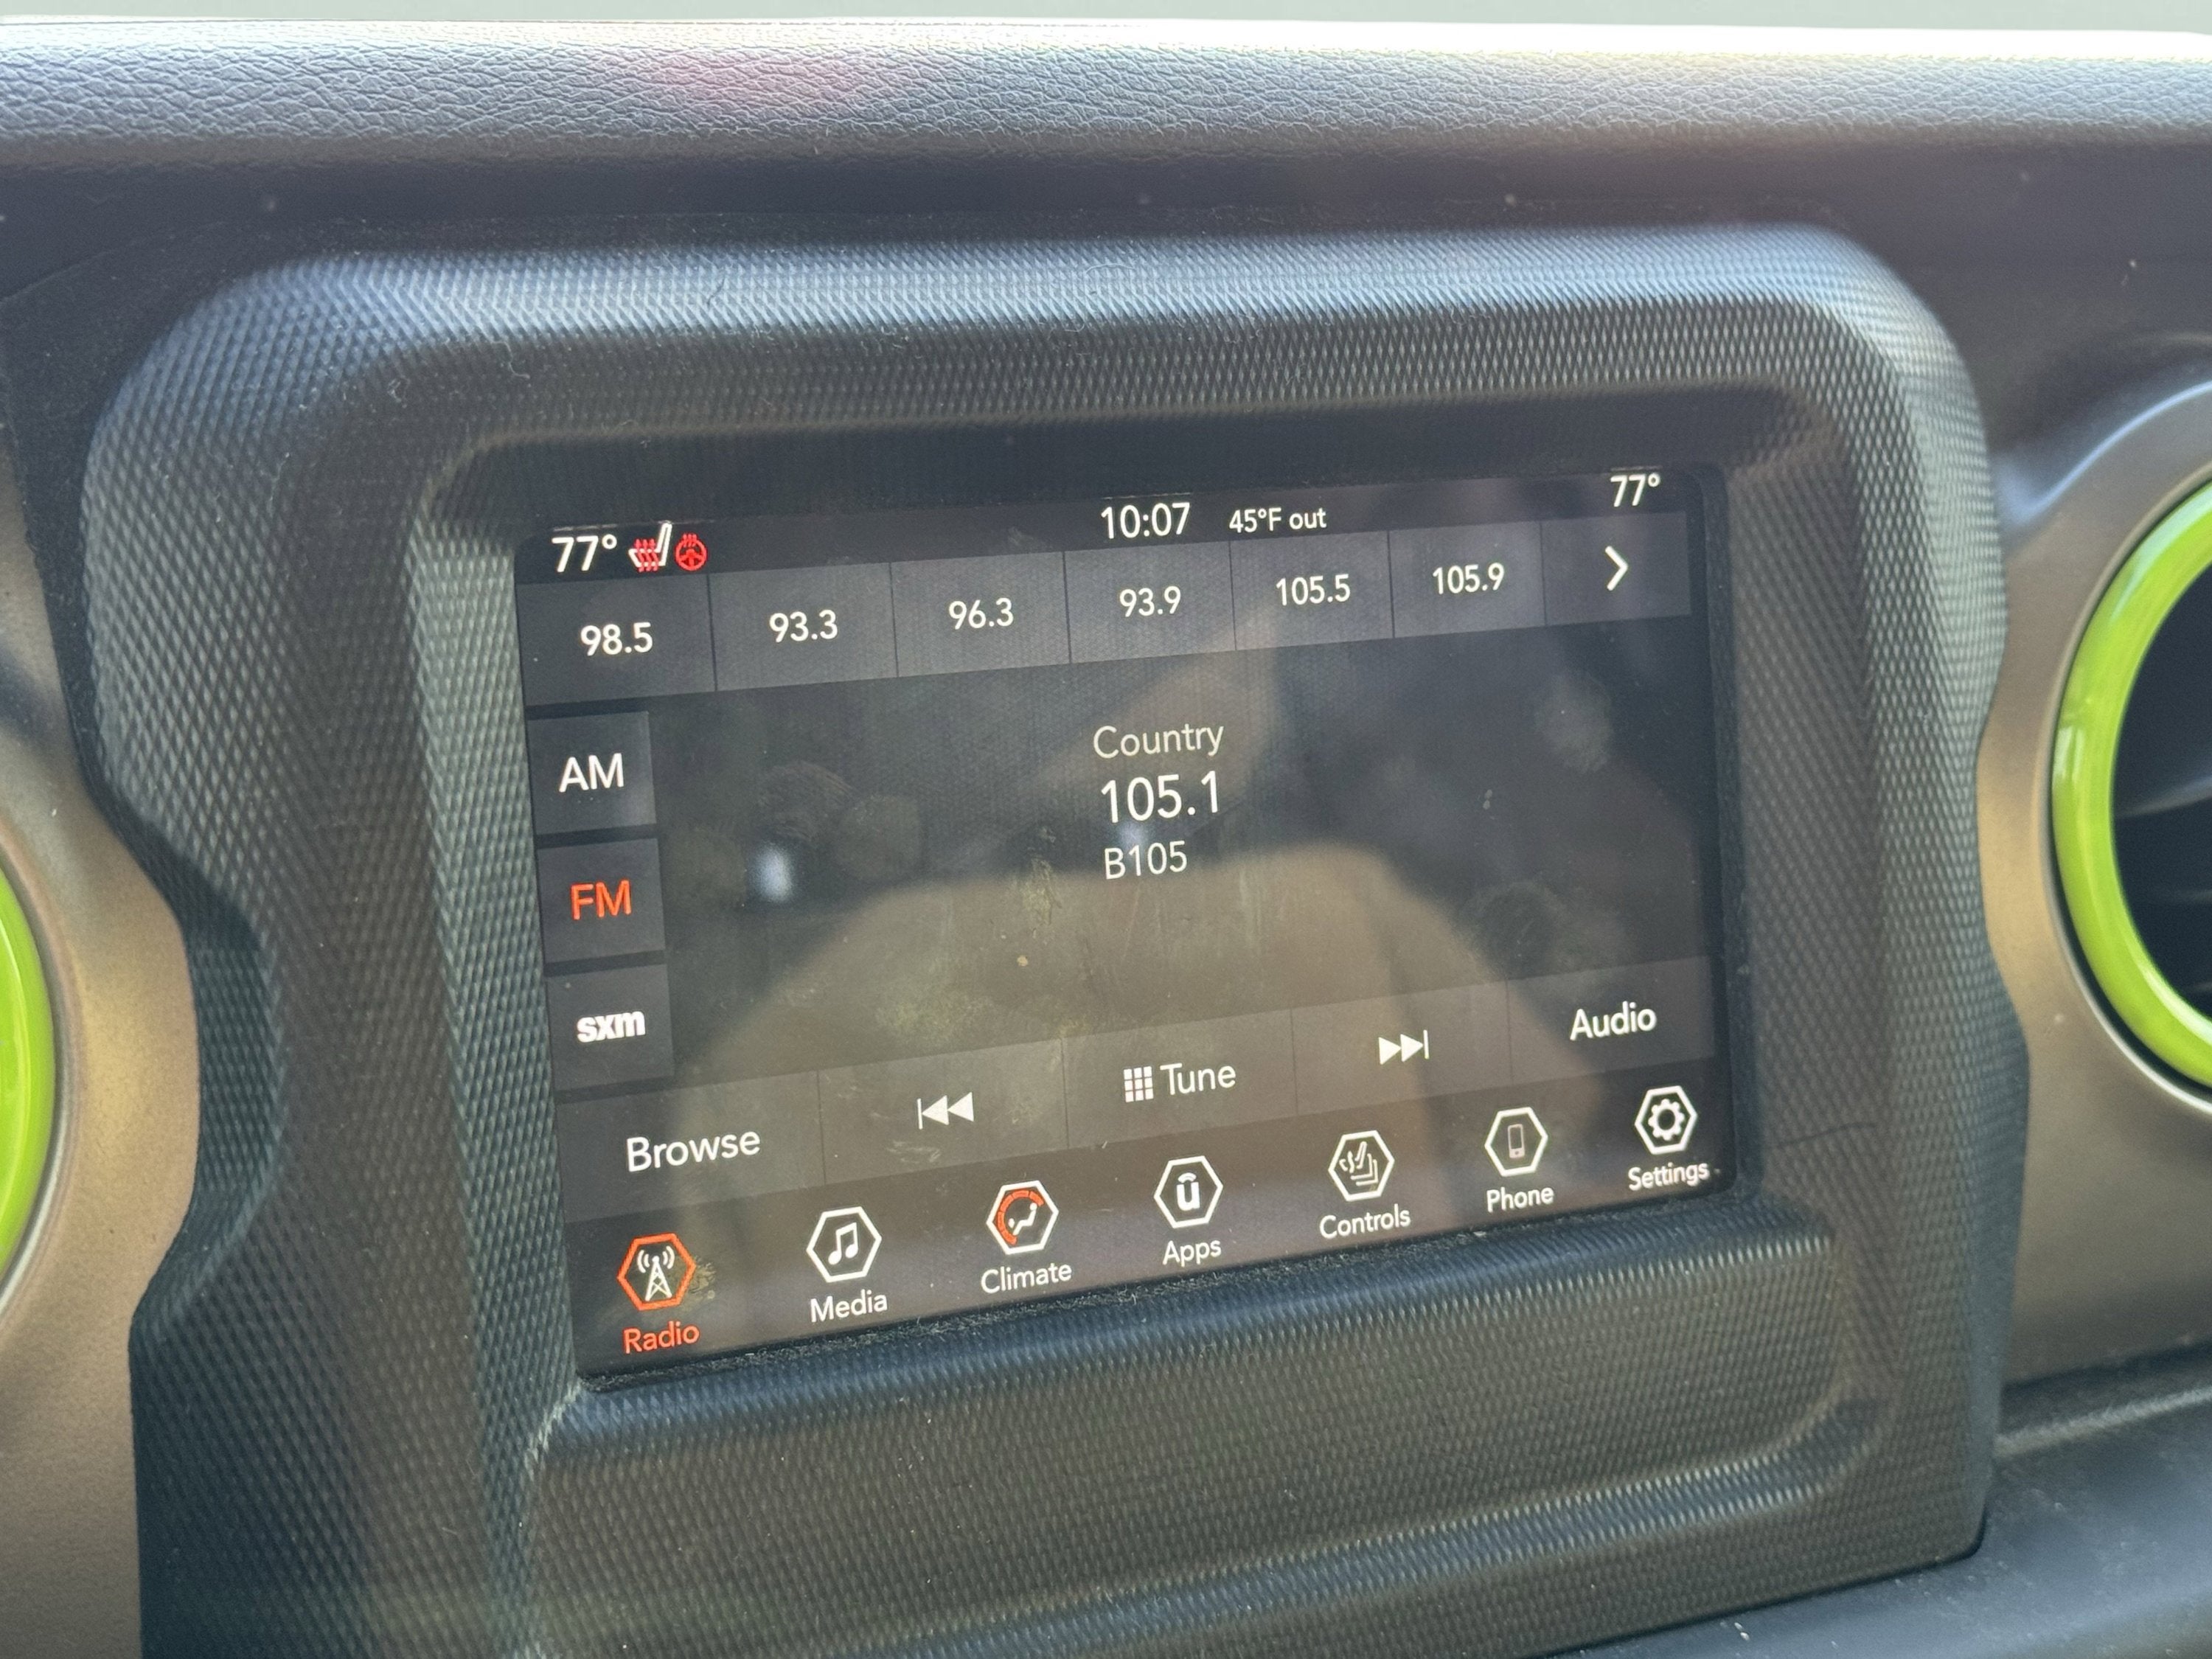 77° 10:07 45°F out 77°
98.5 93.3 96.3 93.9 105.5 105.9
Country
105.1
B105
AM
FM
sxm
Browse Tune Audio
Radio Media Climate Apps Controls Phone Settings